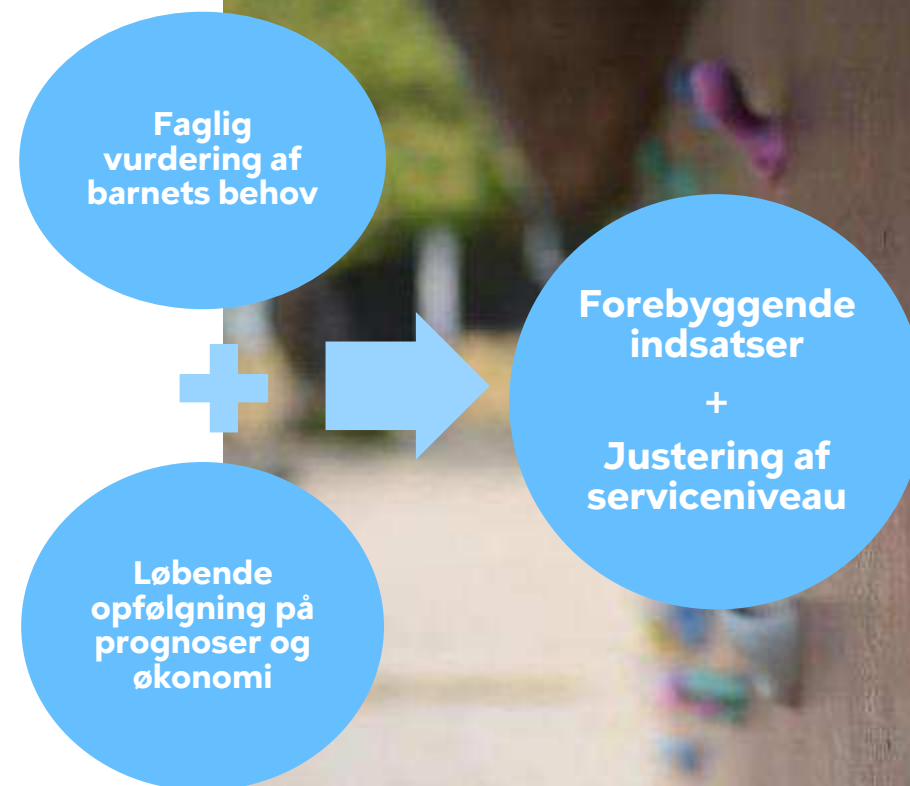 Faglig
vurdering af
barnets behov
Løbende
opfølgning på
prognoser og
økonomi
Forebyggende
indsatser
+
Justering af
serviceniveau